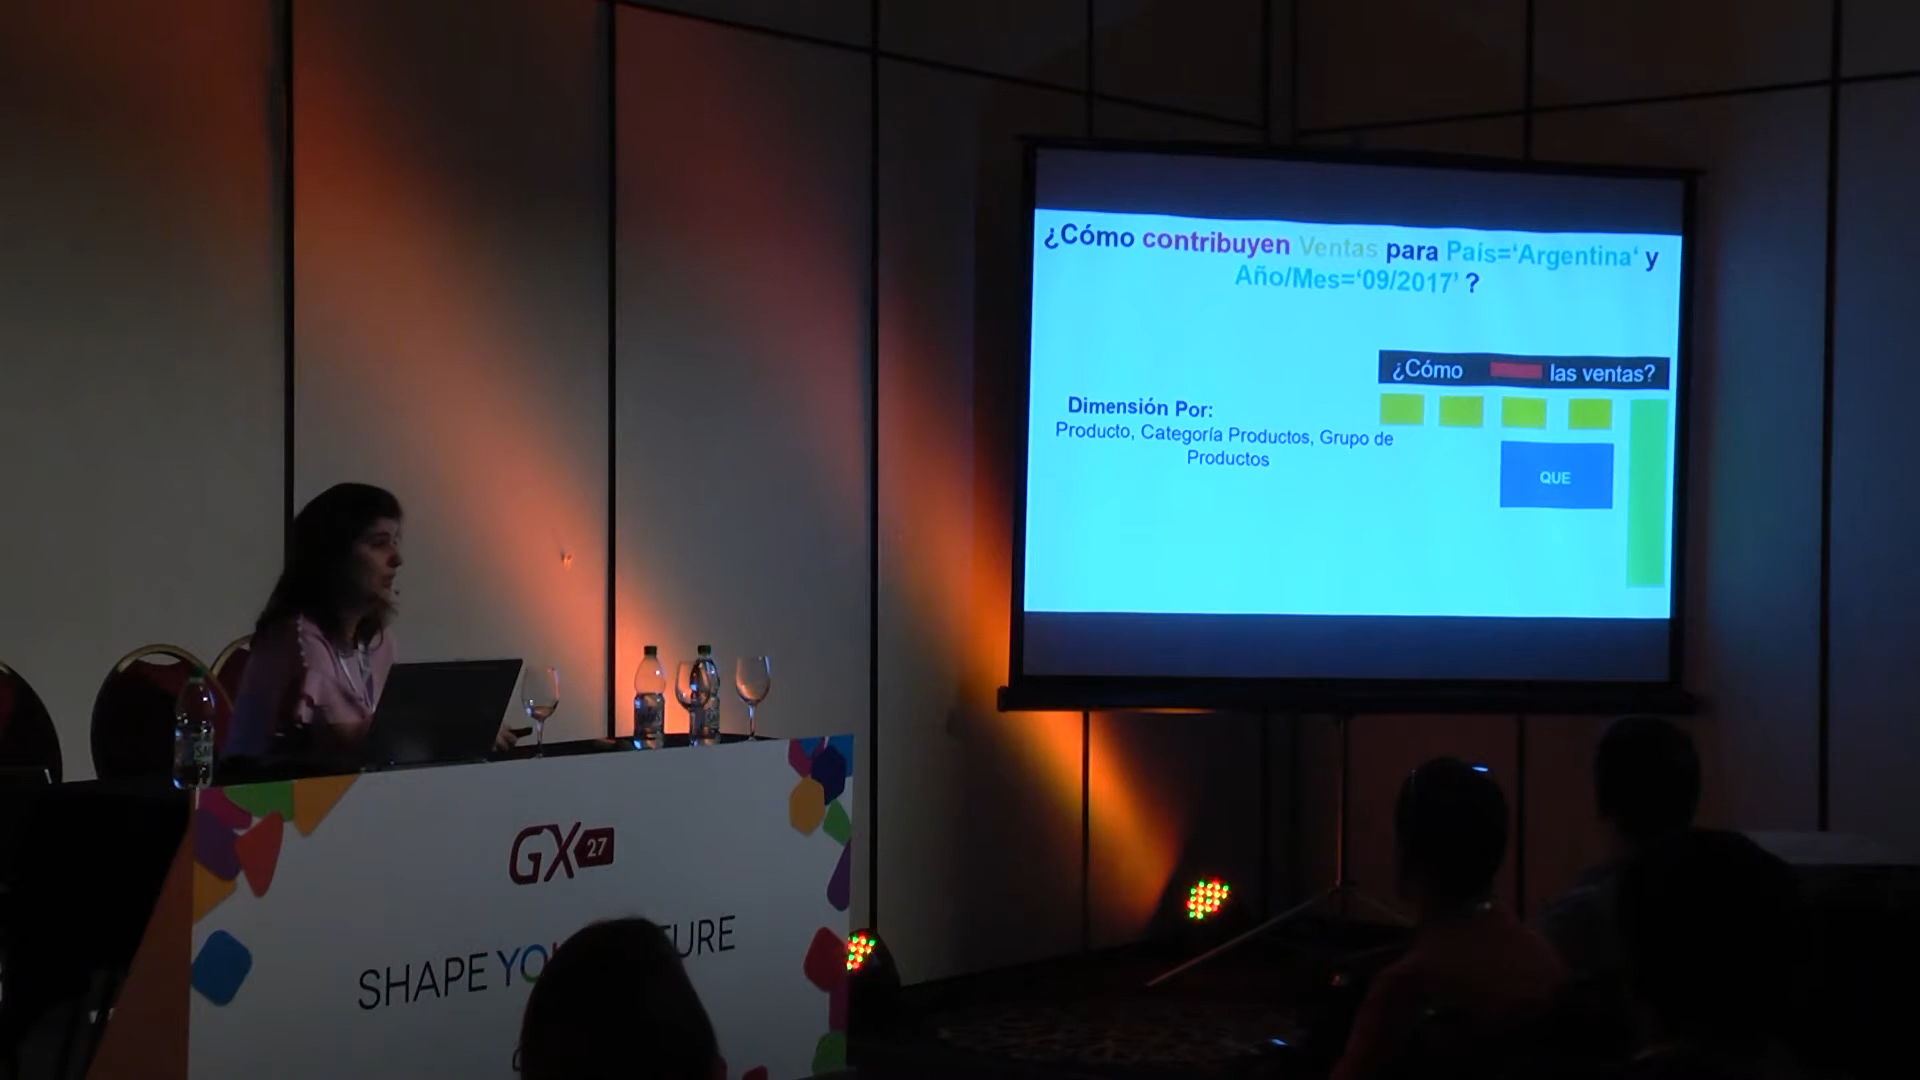 ¿Cómo contribuyen Ventas para País=‘Argentina‘ y
Año/Mes=‘09/2017’ ?
¿Cómo las ventas?
Dimensión Por:
Producto, Categoría Productos, Grupo de
Productos
QUE
GX 27
SHAPE YO TURE